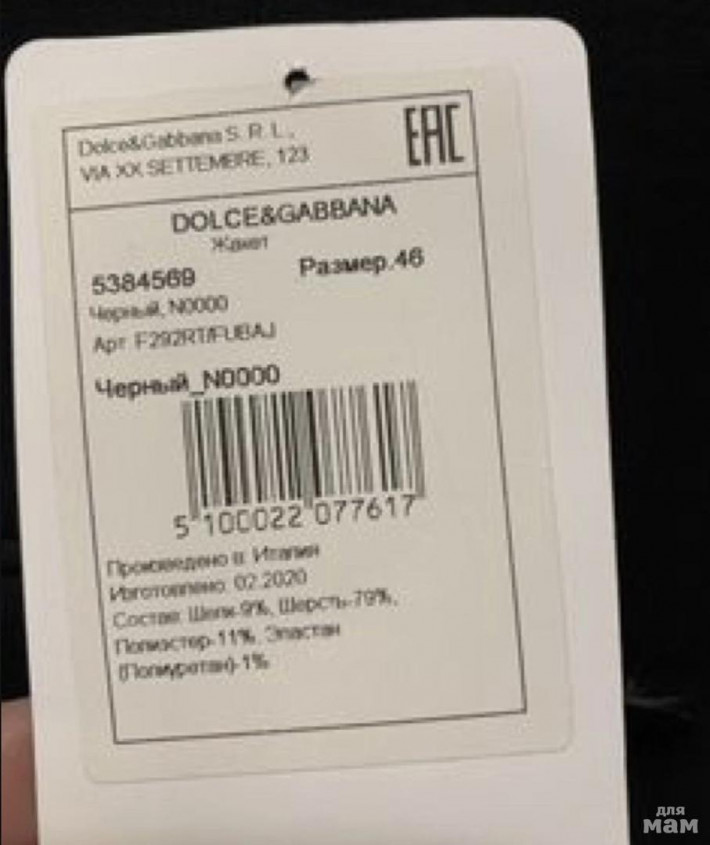 Dolce&Gabbana S. R. L.,
VIA XX SETTEMBRE, 123
EAC
DOLCE&GABBANA
Жакет
5384569
Размер.46
Черный, N0000
Арт F292RT/FUBAJ
Черный_N0000
5 100022 077617
Произведено в: Италия
Изготовлено: 02.2020
Состав: Шелк-9%, Шерсть-79%,
Полиэстер-11%, Эластан
(Полиуретан)-1%
для
мам